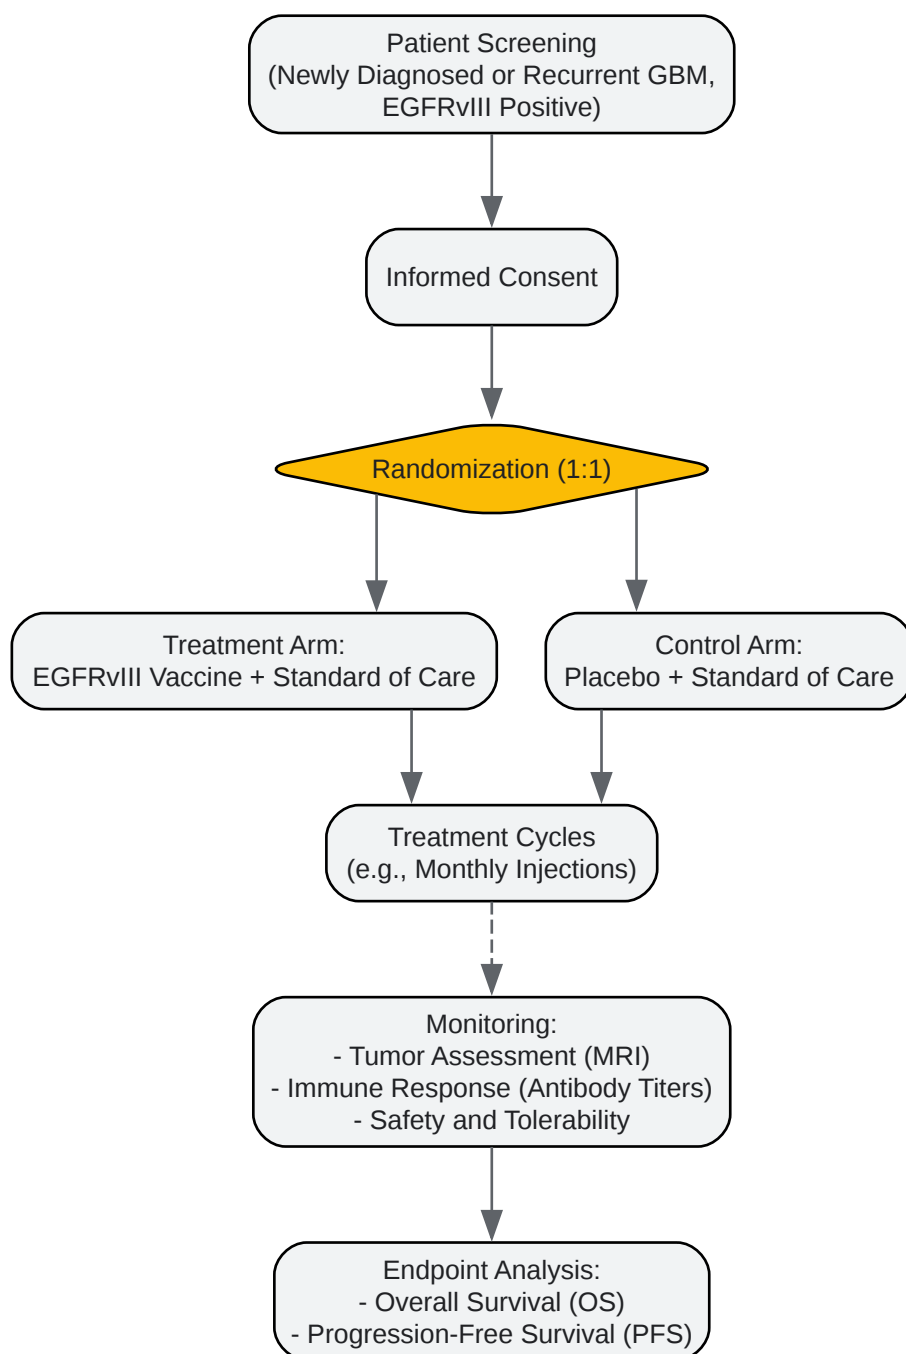 Patient Screening
(Newly Diagnosed or Recurrent GBM,
EGFRvIII Positive)
Informed Consent
Randomization (1:1)
Treatment Arm:
EGFRvIII Vaccine + Standard of Care
Control Arm:
Placebo + Standard of Care
Treatment Cycles
(e.g., Monthly Injections)
Monitoring:
- Tumor Assessment (MRI)
- Immune Response (Antibody Titers)
- Safety and Tolerability
Endpoint Analysis:
- Overall Survival (OS)
- Progression-Free Survival (PFS)